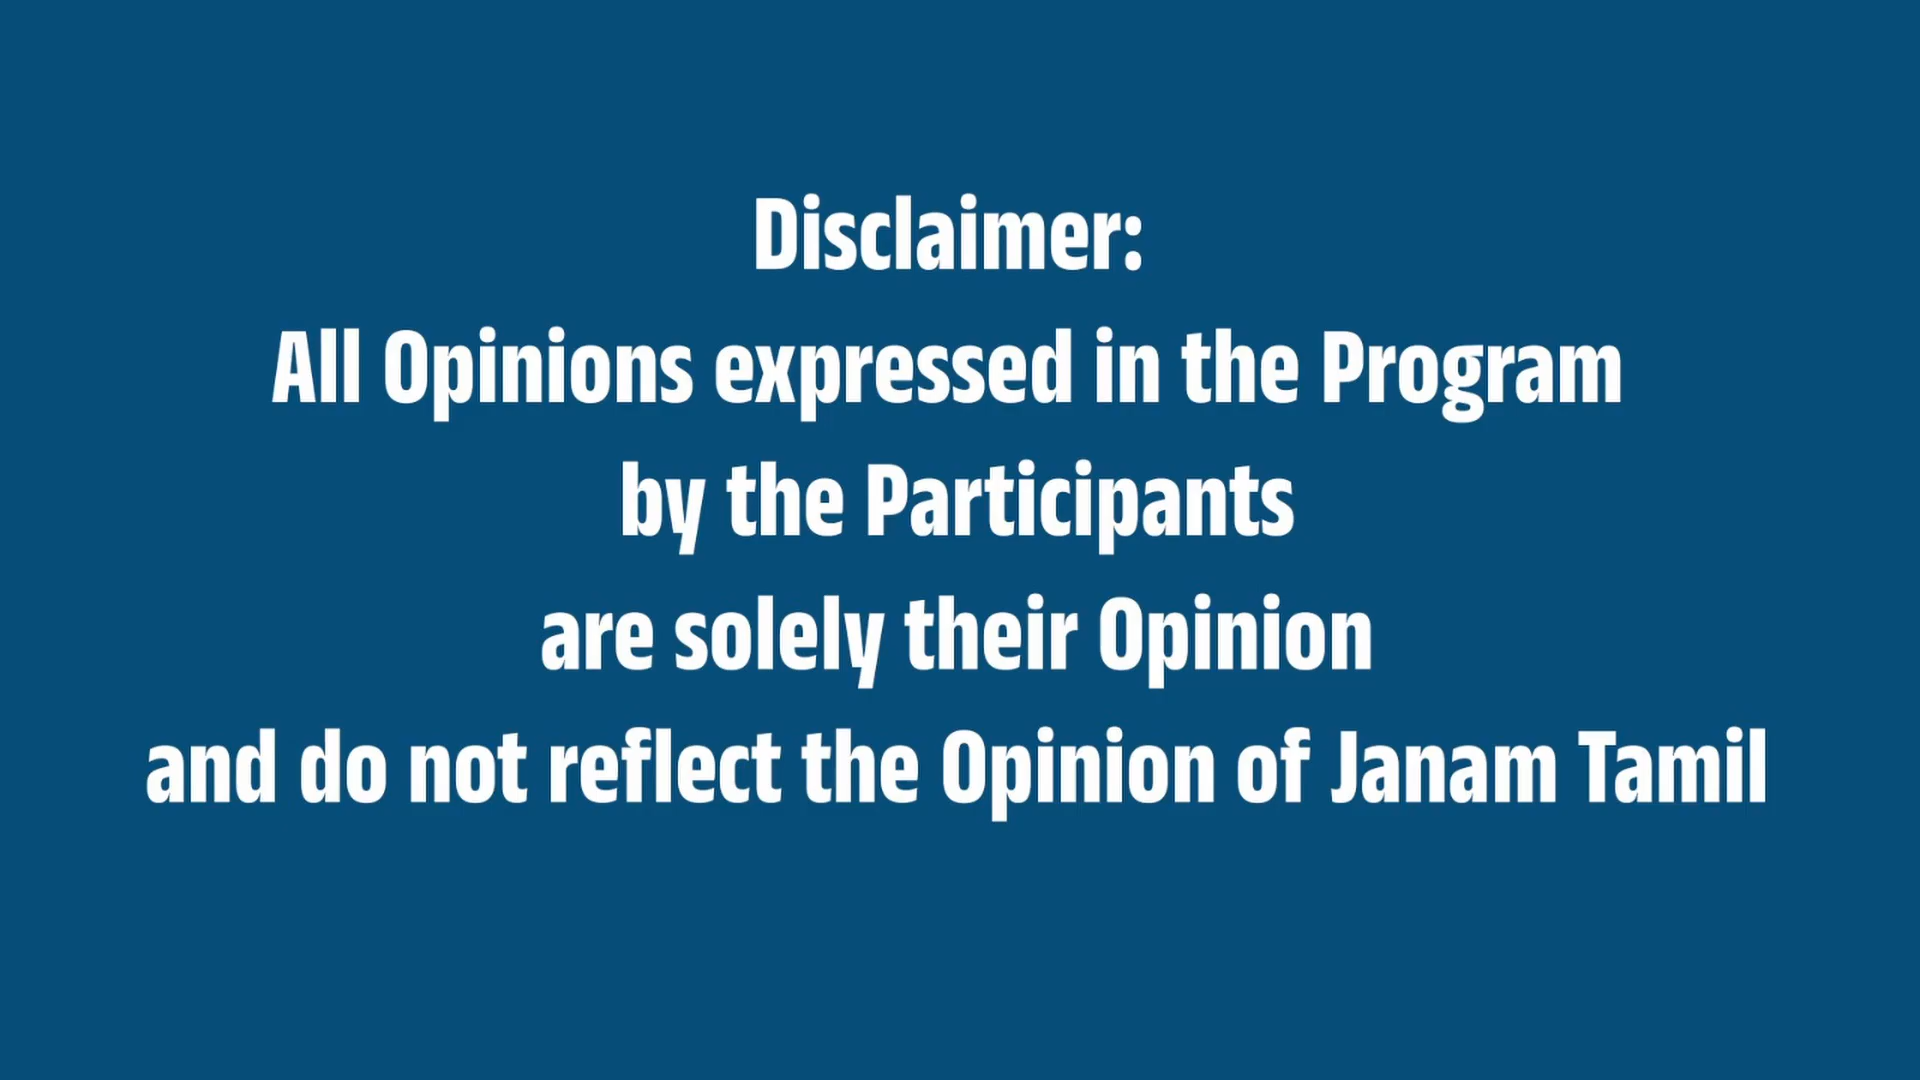 Disclaimer:
All Opinions expressed in the Program
by the Participants
are solely their Opinion
and do not reflect the Opinion of Janam Tamil